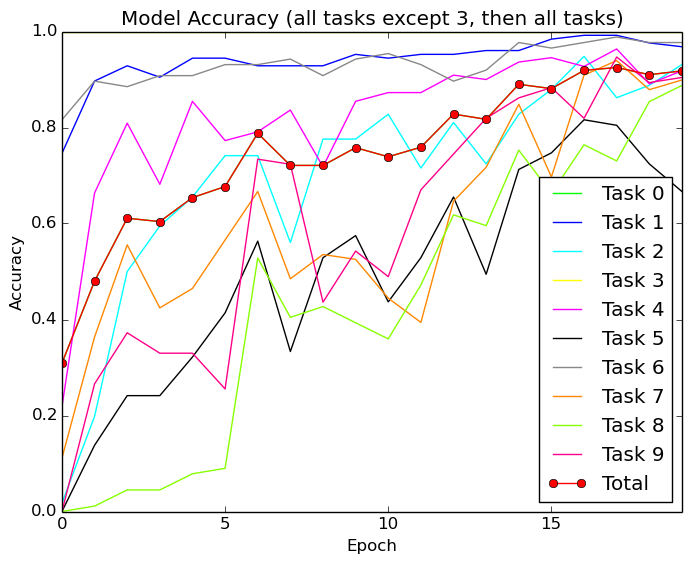 Model Accuracy (all tasks except 3, then all tasks)
1.0
0.8
0.6
0.4
0.2
0.0
Accuracy
0
5
10
15
Epoch
Task 0
Task 1
Task 2
Task 3
Task 4
Task 5
Task 6
Task 7
Task 8
Task 9
Total